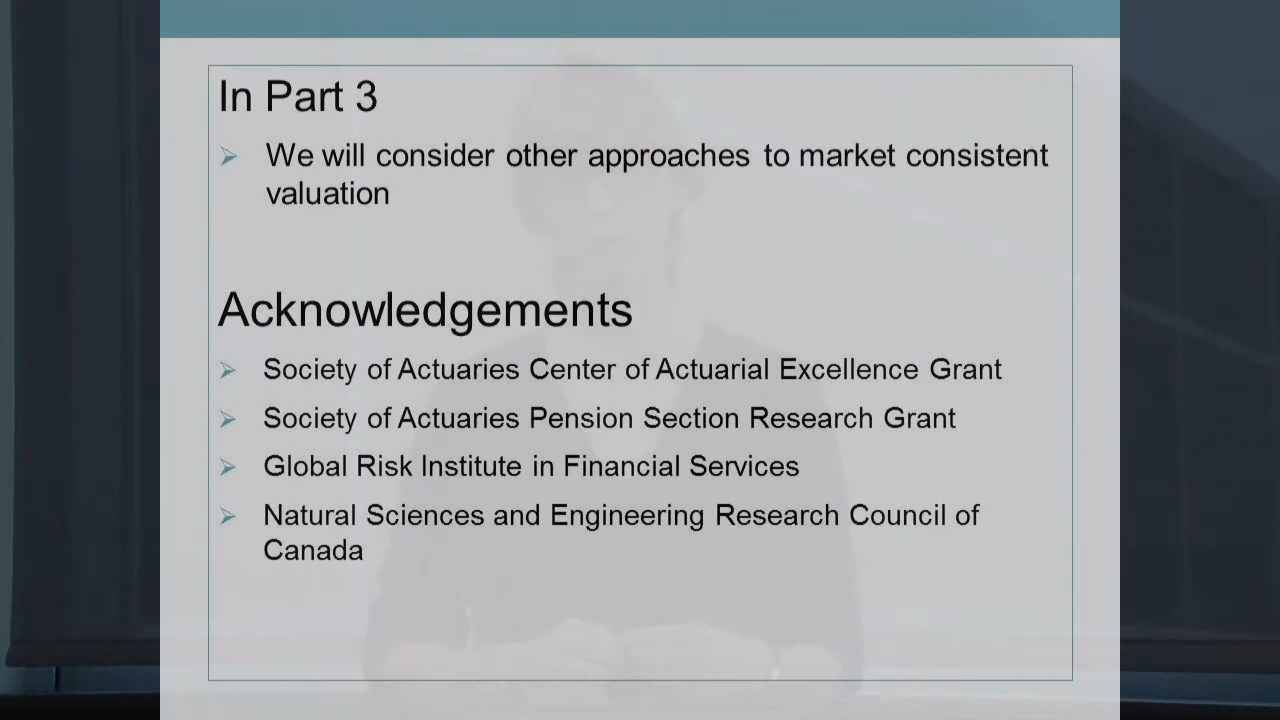 In Part 3
We will consider other approaches to market consistent
valuation
Acknowledgements
Society of Actuaries Center of Actuarial Excellence Grant
Society of Actuaries Pension Section Research Grant
Global Risk Institute in Financial Services
Natural Sciences and Engineering Research Council of
Canada